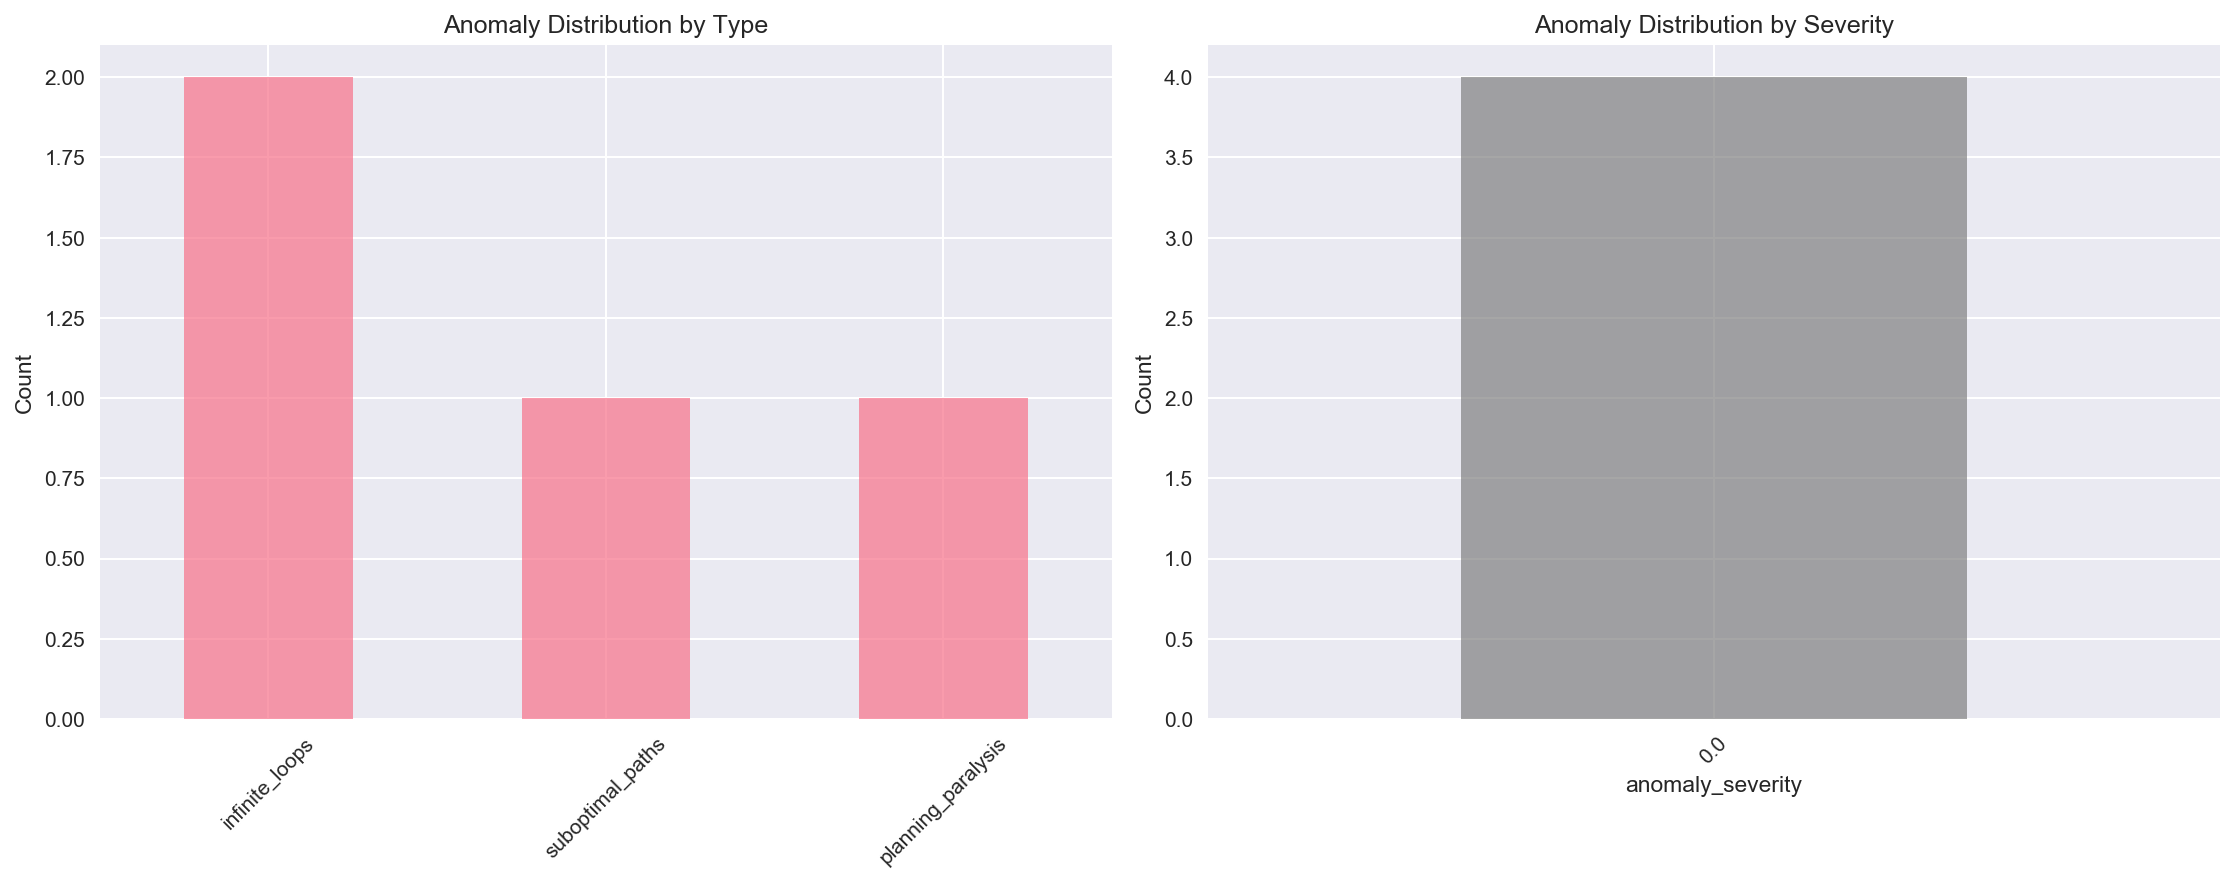 Anomaly Distribution by Type
Count
2.00
1.75
1.50
1.25
1.00
0.75
0.50
0.25
0.00
infinite_loops
suboptimal_paths
planning_paralysis
Anomaly Distribution by Severity
Count
4.0
3.5
3.0
2.5
2.0
1.5
1.0
0.5
0.0
0.0
anomaly_severity